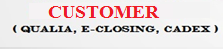 CUSTOMER
( QUALIA, E-CLOSING, CADEX )